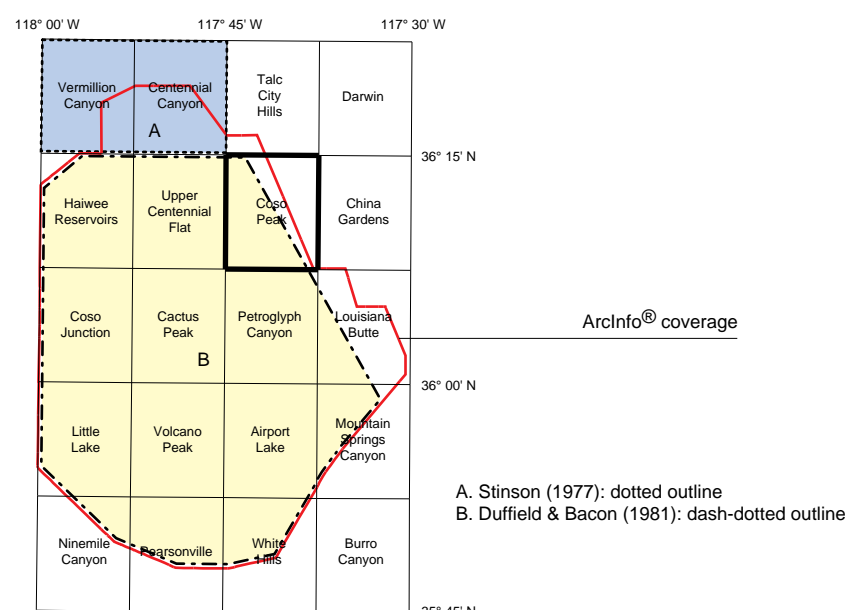 118° 00' W
117° 45' W
117° 30' W
Vermillion
Canyon
Centennial
Canyon
Talc
City
Hills
Darwin
A
36° 15' N
Haiwee
Reservoirs
Upper
Centennial
Flat
Coso
Peak
China
Gardens
Coso
Junction
Cactus
Peak
Petroglyph
Canyon
Louisiana
Butte
ArcInfo® coverage
B
36° 00' N
Little
Lake
Volcano
Peak
Airport
Lake
Mountain
Springs
Canyon
A. Stinson (1977): dotted outline
B. Duffield & Bacon (1981): dash-dotted outline
Ninemile
Canyon
Pearsonville
White
Hills
Burro
Canyon
35° 45' N